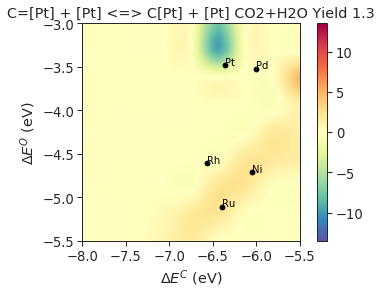 C=[Pt] + [Pt] <=> C[Pt] + [Pt] CO2+H2O Yield 1.3
−3.0
−3.5
−4.0
−4.5
−5.0
−5.5
ΔE^O (eV)
Pt
Pd
Rh
Ni
Ru
−8.0 −7.5 −7.0 −6.5 −6.0 −5.5
ΔE^C (eV)
10
5
0
−5
−10